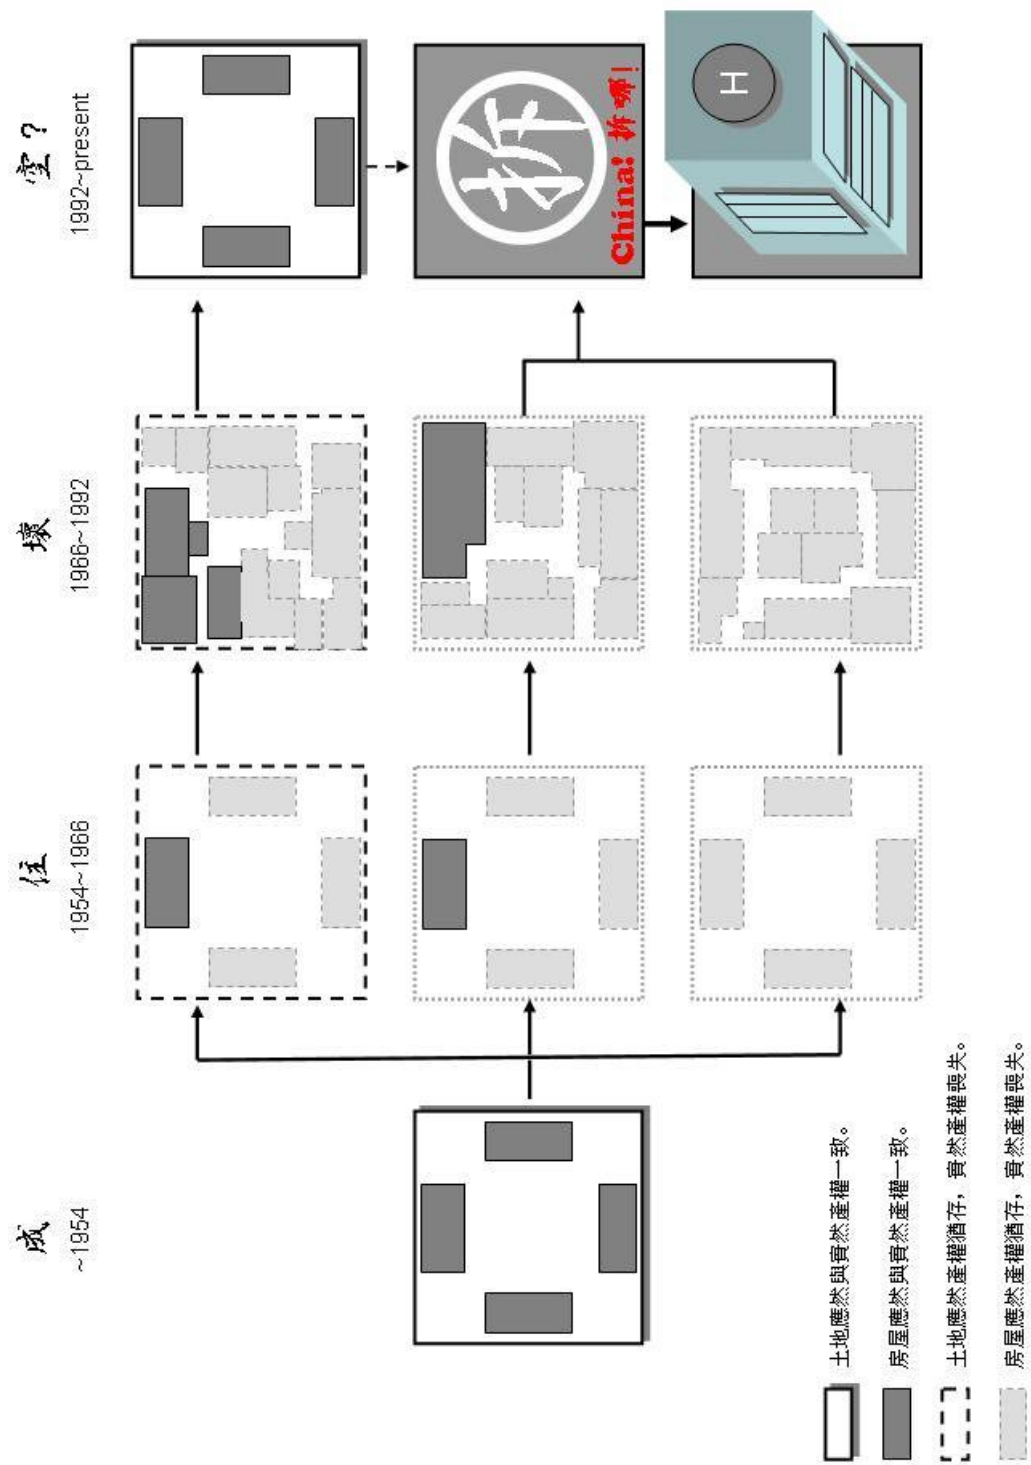 成
~1954
住
1954~1966
壞
1966~1992
空？
1992~present
拆
China! 拆哪!
H
土地應然與實然產權一致。
房屋應然與實然產權一致。
土地應然產權猶存，實然產權喪失。
房屋應然產權猶存，實然產權喪失。